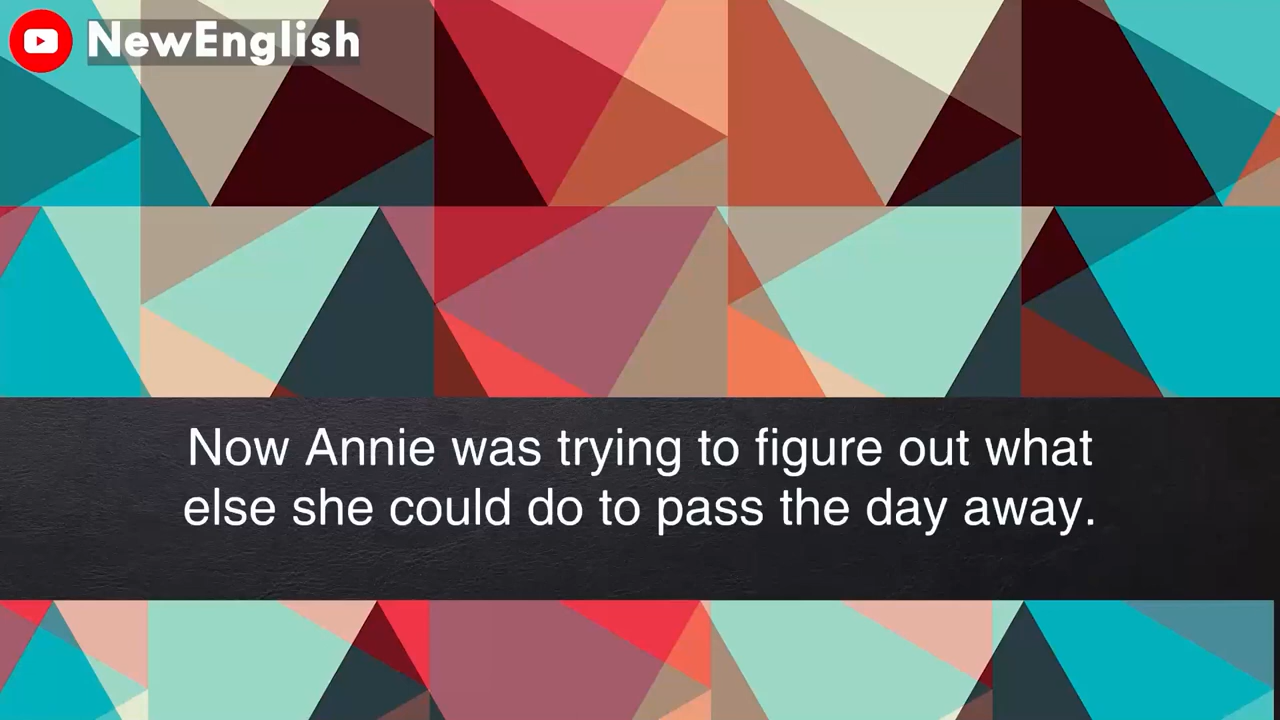 NewEnglish
Now Annie was trying to figure out what
else she could do to pass the day away.